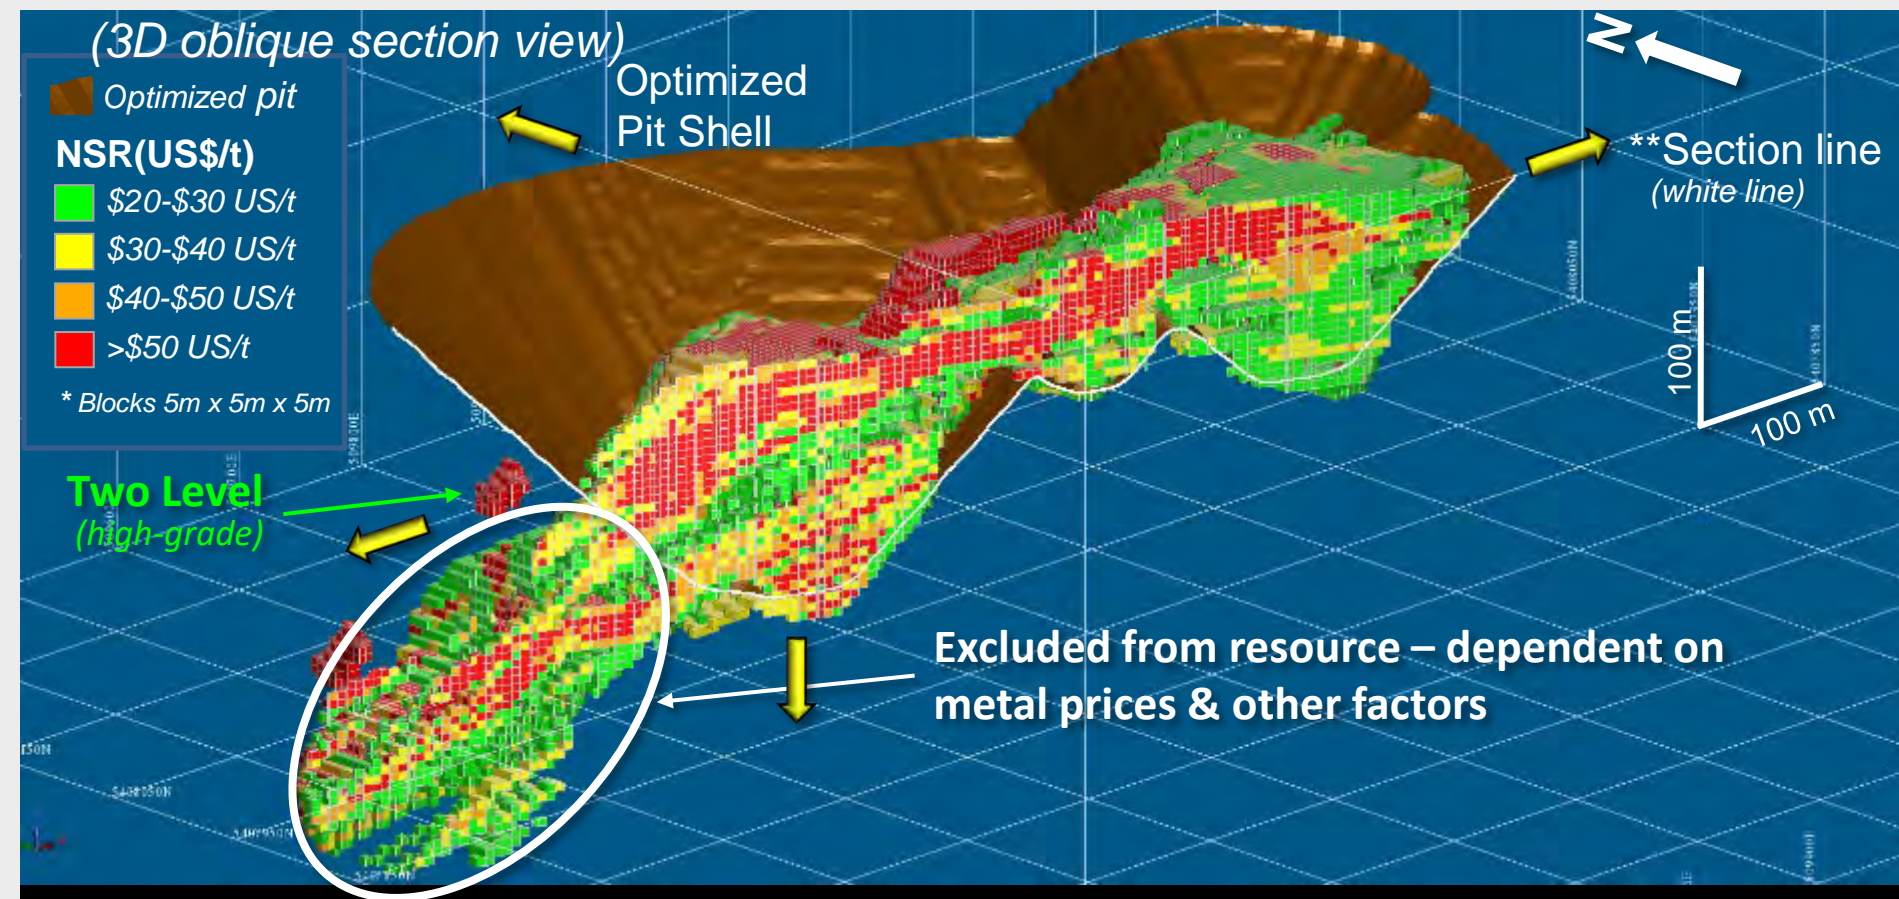 (3D oblique section view)
Optimized pit
NSR(US$/t)
$20-$30 US/t
$30-$40 US/t
$40-$50 US/t
>$50 US/t
* Blocks 5m x 5m x 5m
Optimized
Pit Shell
N
**Section line
(white line)
100 m
100 m
Two Level
(high-grade)
Excluded from resource – dependent on
metal prices & other factors